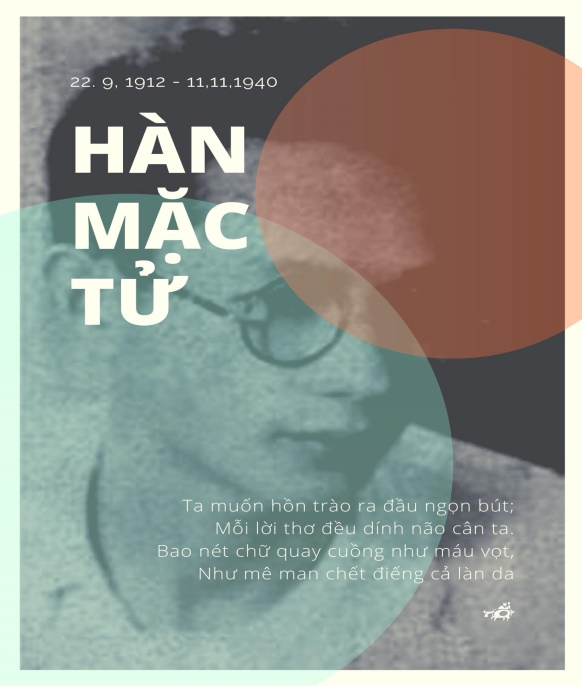 22. 9, 1912 - 11,11,1940
HÀN
MẶC
TỬ
Ta muốn hồn trào ra đầu ngọn bút;
Mỗi lời thơ đều dính não cân ta.
Bao nét chữ quay cuồng như máu vọt,
Như mê man chết điếng cả làn da